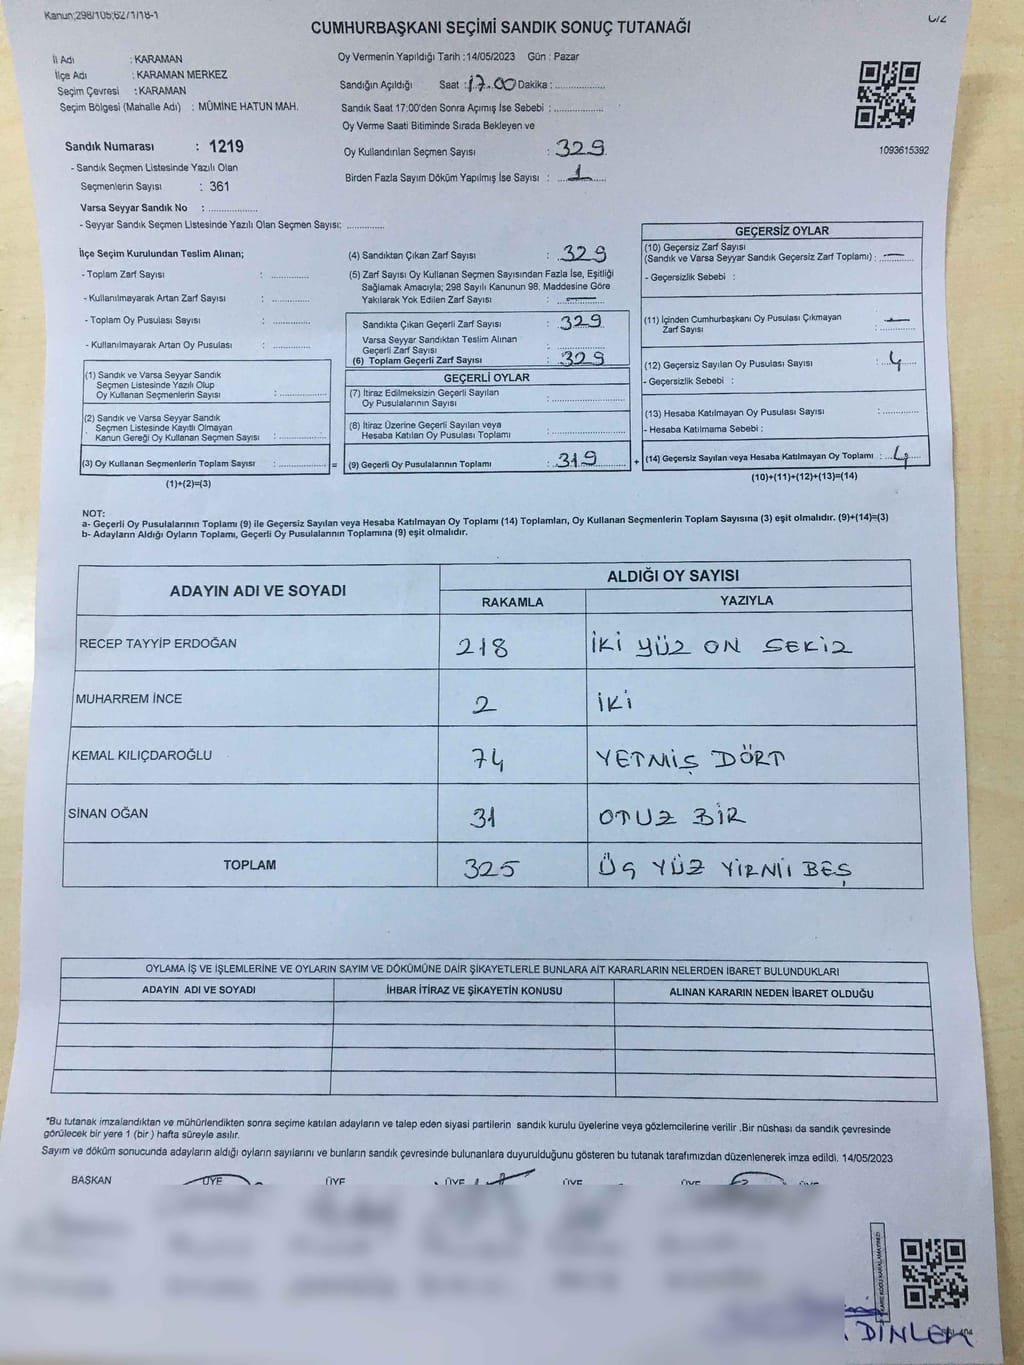 Kanun:298/105;62/1/18-1
CUMHURBAŞKANI SEÇİMİ SANDIK SONUÇ TUTANAĞI
İl Adı : KARAMAN
İlçe Adı : KARAMAN MERKEZ
Seçim Çevresi : KARAMAN
Seçim Bölgesi (Mahalle Adı) : MÜMİNE HATUN MAH.
Oy Vermenin Yapıldığı Tarih :14/05/2023 Gün : Pazar
Sandığın Açıldığı Saat :17.00 Dakika :..............
Sandık Saat 17:00'den Sonra Açımış İse Sebebi :..............
Oy Verme Saati Bitiminde Sırada Bekleyen ve
Oy Kullandırılan Seçmen Sayısı : 329
Birden Fazla Sayım Döküm Yapılmış İse Sayısı : 1
1093615392
Sandık Numarası : 1219
- Sandık Seçmen Listesinde Yazılı Olan
Seçmenlerin Sayısı : 361
Varsa Seyyar Sandık No :..............
- Seyyar Sandık Seçmen Listesinde Yazılı Olan Seçmen Sayısı:..............
İlçe Seçim Kurulundan Teslim Alınan;
- Toplam Zarf Sayısı :..............
- Kullanılmayarak Artan Zarf Sayısı :..............
- Toplam Oy Pusulası Sayısı :..............
- Kullanılmayarak Artan Oy Pusulası :..............
(1) Sandık ve Varsa Seyyar Sandık
Seçmen Listesinde Yazılı Olup
Oy Kullanan Seçmenlerin Sayısı :..............
(2) Sandık ve Varsa Seyyar Sandık
Seçmen Listesinde Kayıtlı Olmayan
Kanun Gereği Oy Kullanan Seçmen Sayısı :..............
(3) Oy Kullanan Seçmenlerin Toplam Sayısı :.............. =
(1)+(2)=(3)
(4) Sandıktan Çıkan Zarf Sayısı : 329
(5) Zarf Sayısı Oy Kullanan Seçmen Sayısından Fazla İse, Eşitliği
Sağlamak Amacıyla; 298 Sayılı Kanunun 98. Maddesine Göre
Yakılarak Yok Edilen Zarf Sayısı : —
Sandıkta Çıkan Geçerli Zarf Sayısı : 329
Varsa Seyyar Sandıktan Teslim Alınan
Geçerli Zarf Sayısı :..............
(6) Toplam Geçerli Zarf Sayısı : 329
GEÇERLİ OYLAR
(7) İtiraz Edilmeksizin Geçerli Sayılan
Oy Pusulalarının Sayısı :..............
(8) İtiraz Üzerine Geçerli Sayılan veya
Hesaba Katılan Oy Pusulası Toplamı :..............
(9) Geçerli Oy Pusulalarının Toplamı : 319 +
GEÇERSİZ OYLAR
(10) Geçersiz Zarf Sayısı
(Sandık ve Varsa Seyyar Sandık Geçersiz Zarf Toplamı) : —
- Geçersizlik Sebebi :
(11) İçinden Cumhurbaşkanı Oy Pusulası Çıkmayan
Zarf Sayısı : —
(12) Geçersiz Sayılan Oy Pusulası Sayısı : 4
- Geçersizlik Sebebi :
(13) Hesaba Katılmayan Oy Pusulası Sayısı :..............
- Hesaba Katılmama Sebebi :
(14) Geçersiz Sayılan veya Hesaba Katılmayan Oy Toplamı : 4
(10)+(11)+(12)+(13)=(14)
NOT:
a- Geçerli Oy Pusulalarının Toplamı (9) ile Geçersiz Sayılan veya Hesaba Katılmayan Oy Toplamı (14) Toplamları, Oy Kullanan Seçmenlerin Toplam Sayısına (3) eşit olmalıdır. (9)+(14)=(3)
b- Adayların Aldığı Oyların Toplamı, Geçerli Oy Pusulalarının Toplamına (9) eşit olmalıdır.
ADAYIN ADI VE SOYADI
ALDIĞI OY SAYISI
RAKAMLA YAZIYLA
RECEP TAYYİP ERDOĞAN 218 İKİ YÜZ ON SEKİZ
MUHARREM İNCE 2 İKİ
KEMAL KILIÇDAROĞLU 74 YETMİŞ DÖRT
SİNAN OĞAN 31 OTUZ BİR
TOPLAM 325 ÜÇ YÜZ YİRMİ BEŞ
OYLAMA İŞ VE İŞLEMLERİNE VE OYLARIN SAYIM VE DÖKÜMÜNE DAİR ŞİKAYETLERLE BUNLARA AİT KARARLARIN NELERDEN İBARET BULUNDUKLARI
ADAYIN ADI VE SOYADI İHBAR İTİRAZ VE ŞİKAYETİN KONUSU ALINAN KARARIN NEDEN İBARET OLDUĞU
*Bu tutanak imzalandıktan ve mühürlendikten sonra seçime katılan adayların ve talep eden siyasi partilerin sandık kurulu üyelerine veya gözlemcilerine verilir .Bir nüshası da sandık çevresinde
görülecek bir yere 1 (bir ) hafta süreyle asılır.
Sayım ve döküm sonucunda adayların aldığı oyların sayılarını ve bunların sandık çevresinde bulunanlara duyurulduğunu gösteren bu tutanak tarafımızdan düzenlenerek imza edildi. 14/05/2023
BAŞKAN ÜYE ÜYE ÜYE ÜYE ÜYE ÜYE
DİNLEK